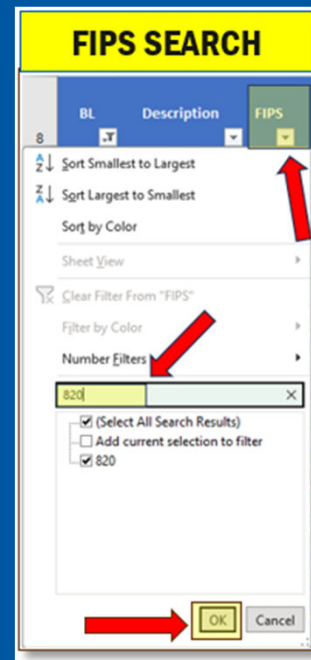 FIPS SEARCH
BL Description FIPS
8
Sort Smallest to Largest
Sort Largest to Smallest
Sort by Color
Sheet View
Clear Filter From "FIPS"
Filter by Color
Number Filters
820
(Select All Search Results)
Add current selection to filter
820
OK Cancel